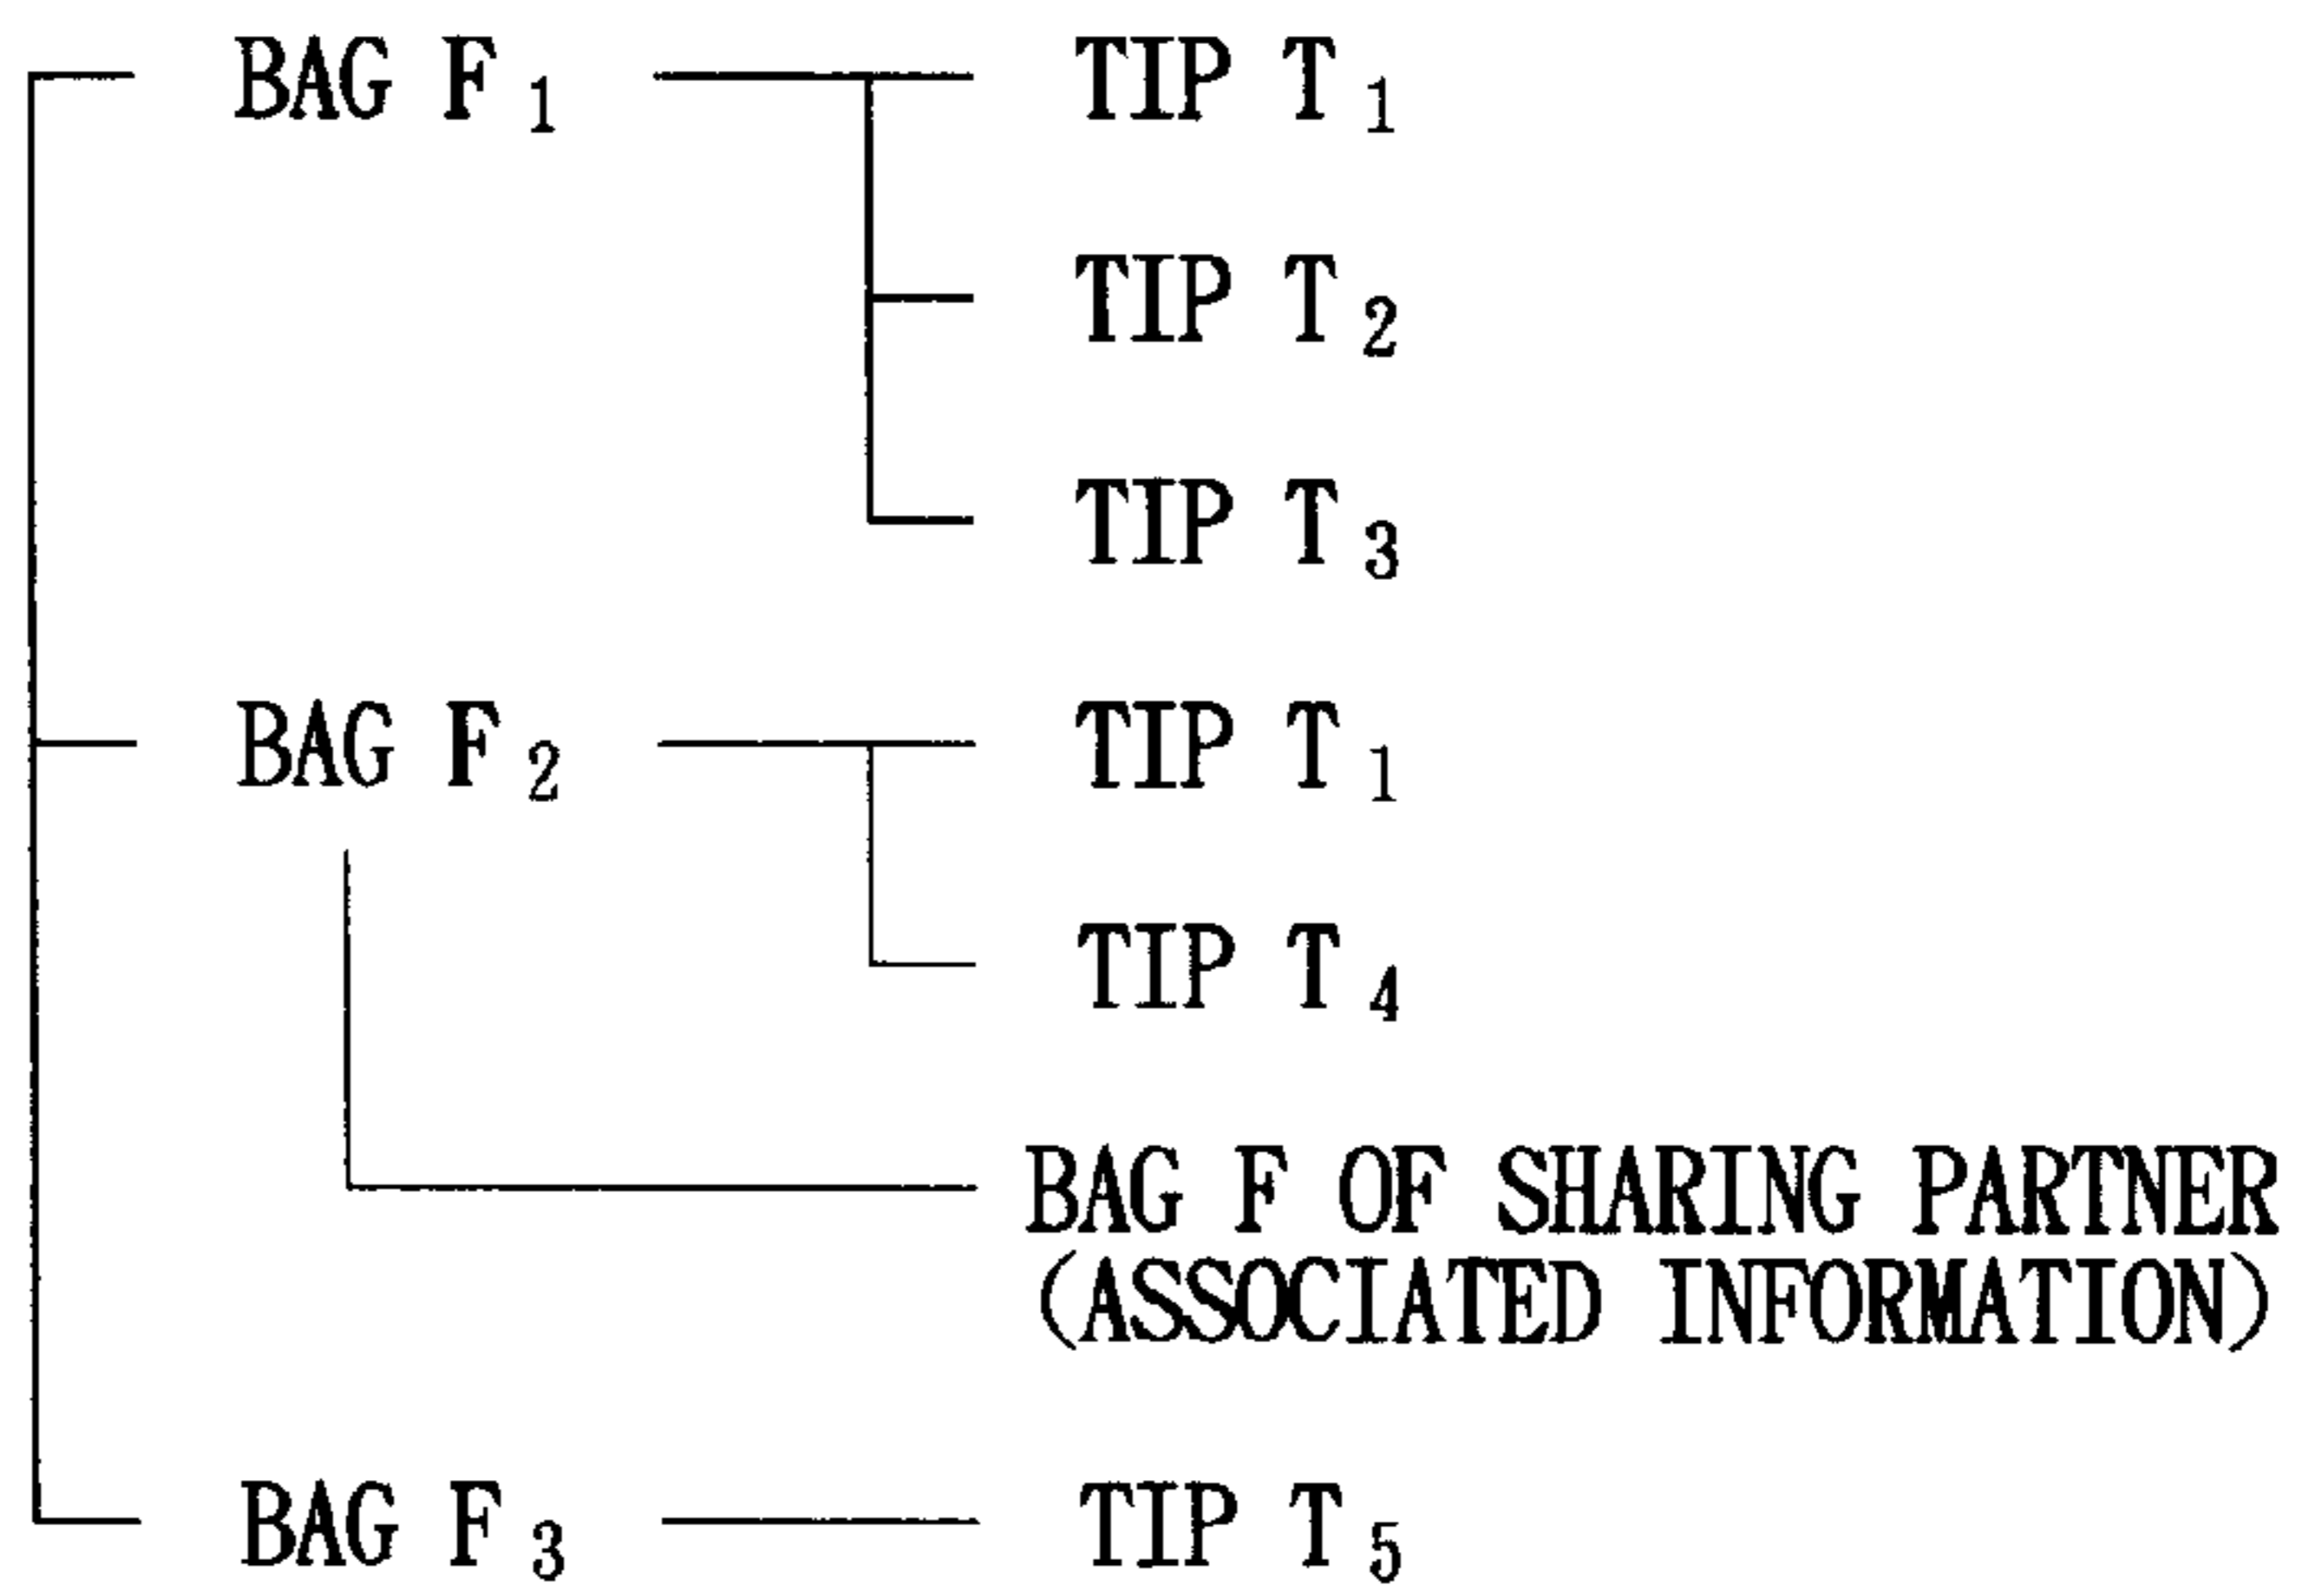 BAG F₁ TIP T₁
TIP T₂
TIP T₃
BAG F₂ TIP T₁
TIP T₄
BAG F OF SHARING PARTNER
(ASSOCIATED INFORMATION)
BAG F₃ TIP T₅